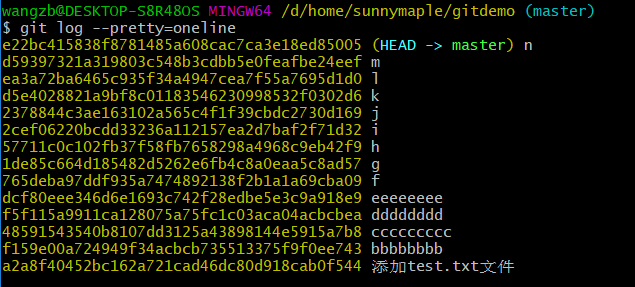 wangzb@DESKTOP-S8R48OS MINGW64 /d/home/sunnymaple/gitdemo (master)
$ git log --pretty=oneline
e22bc415838f8781485a608cac7ca3e18ed85005 (HEAD -> master) n
d59397321a319803c548b3cdbb5e0feafbe24eef m
ea3a72ba6465c935f34a4947cea7f55a7695d1d0 l
d5e4028821a9bf8c01183546230998532f0302d6 k
2378844c3ae163102a565c4f1f39cbdc2730d169 j
2cef06220bcdd33236a112157ea2d7baf2f71d32 i
57711c0c102fb37f58fb7658298a4968c9eb42f9 h
1de85c664d185482d5262e6fb4c8a0eaa5c8ad57 g
765deba97ddf935a7474892138f2b1a1a69cba09 f
dcf80eee346d6e1693c742f28edbe5e3c9a918e9 eeeeeeee
f5f115a9911ca128075a75fc1c03aca04acbcbea dddddddd
48591543540b8107dd3125a43898144e5915a7b8 ccccccccc
f159e00a724949f34acbcb735513375f9f0ee743 bbbbbbbb
a2a8f40452bc162a721cad46dc80d918cab0f544 添加test.txt文件